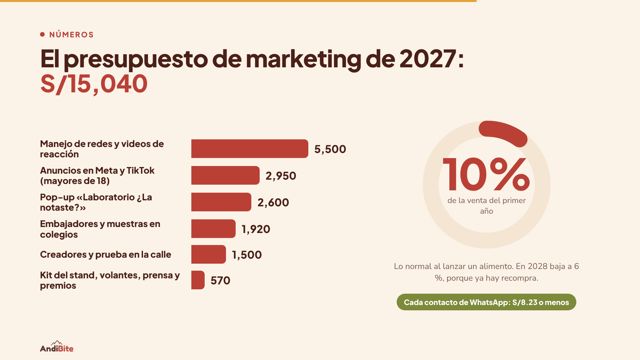 NÚMEROS
El presupuesto de marketing de 2027:
S/15,040
Manejo de redes y videos de
reacción
5,500
Anuncios en Meta y TikTok
(mayores de 18)
2,950
Pop-up «Laboratorio ¿La
notaste?»
2,600
Embajadores y muestras en
colegios
1,920
Creadores y prueba en la calle
1,500
Kit del stand, volantes, prensa y
premios
570
10%
de la venta del primer
año
Lo normal al lanzar un alimento. En 2028 baja a 6
%, porque ya hay recompra.
Cada contacto de WhatsApp: S/8.23 o menos
AndiBite